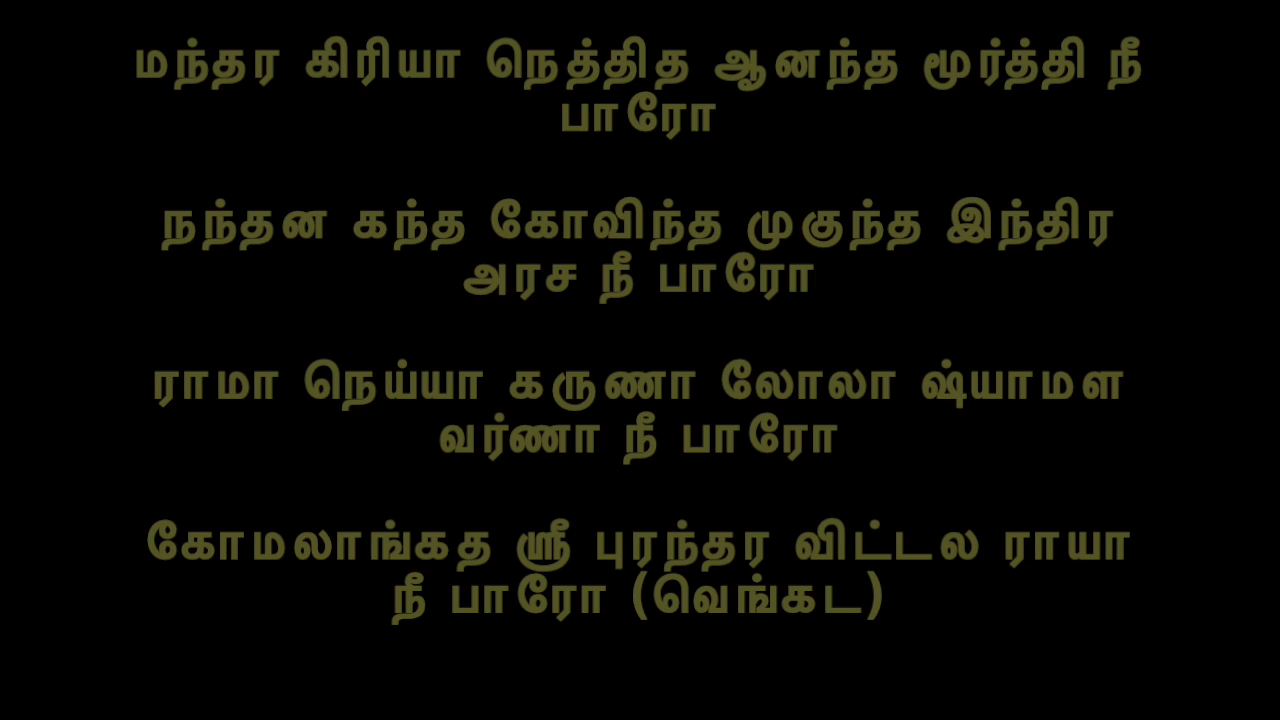 மந்தர கிரியா நெத்தித ஆனந்த மூர்த்தி நீ
பாரோ
நந்தன கந்த கோவிந்த முகுந்த இந்திர
அரச நீ பாரோ
ராமா நெய்யா கருணா லோலா ஷ்யாமள
வர்ணா நீ பாரோ
கோமலாங்கத ஸ்ரீ புரந்தர விட்டல ராயா
நீ பாரோ (வெங்கட)